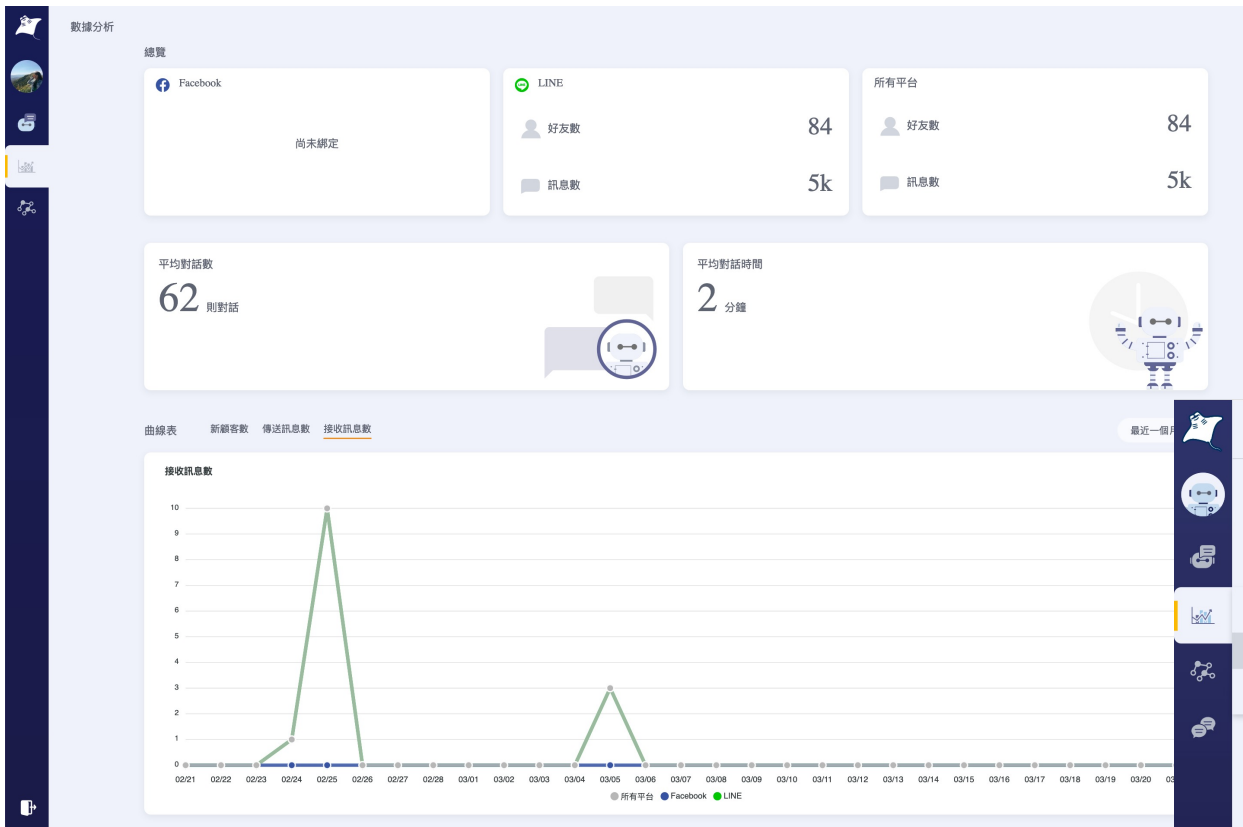 數據分析
總覽
Facebook
尚未綁定
LINE
好友數 84
訊息數 5k
所有平台
好友數 84
訊息數 5k
平均對話數
62 則對話
平均對話時間
2 分鐘
曲線表 新顧客數 傳送訊息數 接收訊息數 最近一個月
接收訊息數
10
9
8
7
6
5
4
3
2
1
0
02/21 02/22 02/23 02/24 02/25 02/26 02/27 02/28 03/01 03/02 03/03 03/04 03/05 03/06 03/07 03/08 03/09 03/10 03/11 03/12 03/13 03/14 03/15 03/16 03/17 03/18 03/19 03/20
所有平台 Facebook LINE